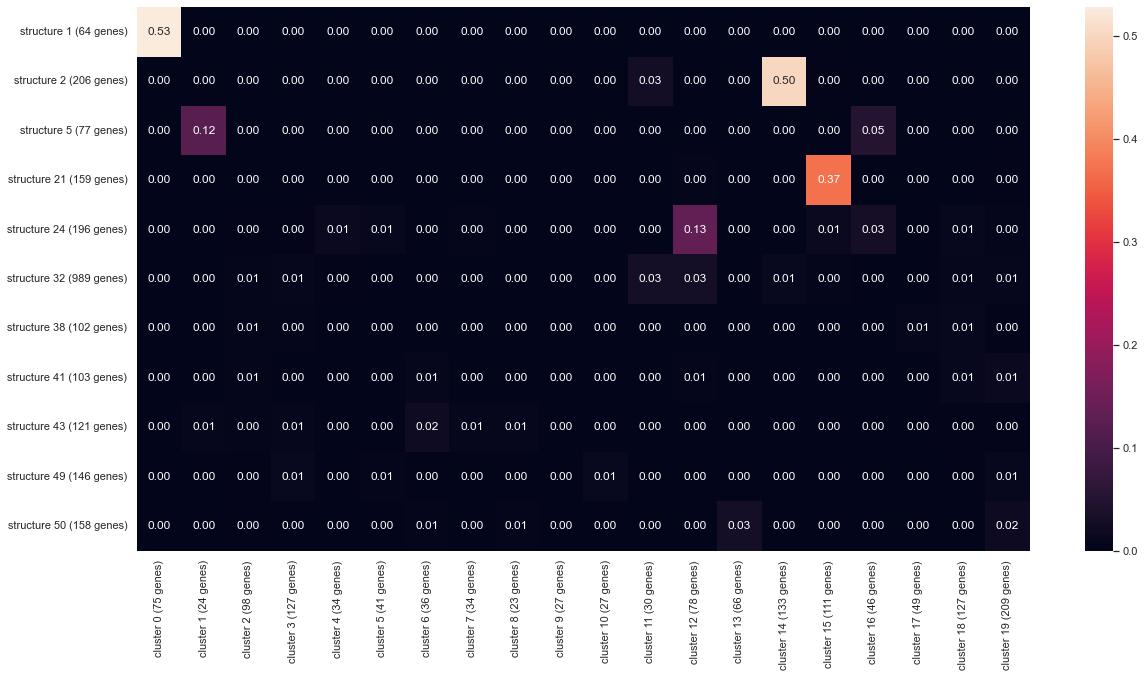 structure 1 (64 genes) 0.53 0.00 0.00 0.00 0.00 0.00 0.00 0.00 0.00 0.00 0.00 0.00 0.00 0.00 0.00 0.00 0.00 0.00 0.00 0.00
structure 2 (206 genes) 0.00 0.00 0.00 0.00 0.00 0.00 0.00 0.00 0.00 0.00 0.00 0.03 0.00 0.00 0.50 0.00 0.00 0.00 0.00 0.00
structure 5 (77 genes) 0.00 0.12 0.00 0.00 0.00 0.00 0.00 0.00 0.00 0.00 0.00 0.00 0.00 0.00 0.00 0.00 0.05 0.00 0.00 0.00
structure 21 (159 genes) 0.00 0.00 0.00 0.00 0.00 0.00 0.00 0.00 0.00 0.00 0.00 0.00 0.00 0.00 0.00 0.37 0.00 0.00 0.00 0.00
structure 24 (196 genes) 0.00 0.00 0.00 0.00 0.01 0.01 0.00 0.00 0.00 0.00 0.00 0.00 0.13 0.00 0.00 0.01 0.03 0.00 0.01 0.00
structure 32 (989 genes) 0.00 0.00 0.01 0.01 0.00 0.00 0.00 0.00 0.00 0.00 0.00 0.03 0.03 0.00 0.01 0.00 0.00 0.00 0.01 0.01
structure 38 (102 genes) 0.00 0.00 0.01 0.00 0.00 0.00 0.00 0.00 0.00 0.00 0.00 0.00 0.00 0.00 0.00 0.00 0.00 0.01 0.01 0.00
structure 41 (103 genes) 0.00 0.00 0.01 0.00 0.00 0.00 0.01 0.00 0.00 0.00 0.00 0.00 0.01 0.00 0.00 0.00 0.00 0.00 0.01 0.01
structure 43 (121 genes) 0.00 0.01 0.00 0.01 0.00 0.00 0.02 0.01 0.01 0.00 0.00 0.00 0.00 0.00 0.00 0.00 0.00 0.00 0.00 0.00
structure 49 (146 genes) 0.00 0.00 0.00 0.01 0.00 0.01 0.00 0.00 0.00 0.00 0.01 0.00 0.00 0.00 0.00 0.00 0.00 0.00 0.00 0.01
structure 50 (158 genes) 0.00 0.00 0.00 0.00 0.00 0.00 0.01 0.00 0.01 0.00 0.00 0.00 0.00 0.03 0.00 0.00 0.00 0.00 0.00 0.02
cluster 0 (75 genes)
cluster 1 (24 genes)
cluster 2 (98 genes)
cluster 3 (127 genes)
cluster 4 (34 genes)
cluster 5 (41 genes)
cluster 6 (36 genes)
cluster 7 (34 genes)
cluster 8 (23 genes)
cluster 9 (27 genes)
cluster 10 (27 genes)
cluster 11 (30 genes)
cluster 12 (78 genes)
cluster 13 (66 genes)
cluster 14 (133 genes)
cluster 15 (111 genes)
cluster 16 (46 genes)
cluster 17 (49 genes)
cluster 18 (127 genes)
cluster 19 (209 genes)
0.5
0.4
0.3
0.2
0.1
0.0